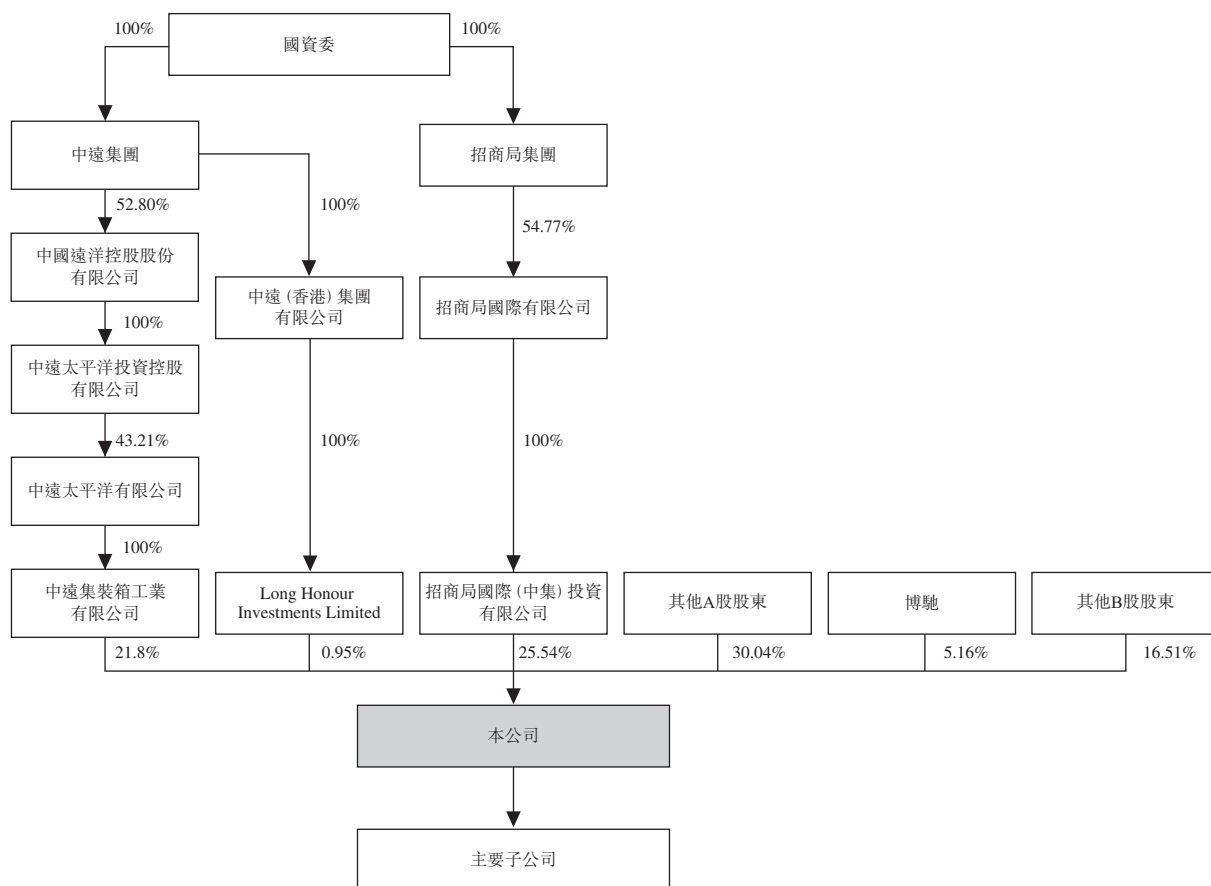 100%
國資委
100%
中遠集團
招商局集團
52.80%
100%
54.77%
中國遠洋控股股份
有限公司
中遠（香港）集團
有限公司
招商局國際有限公司
100%
中遠太平洋投資控股
有限公司
43.21%
100%
100%
中遠太平洋有限公司
100%
中遠集裝箱工業
有限公司
Long Honour
Investments Limited
招商局國際（中集）投資
有限公司
其他A股股東
博馳
其他B股股東
21.8%
0.95%
25.54%
30.04%
5.16%
16.51%
本公司
主要子公司